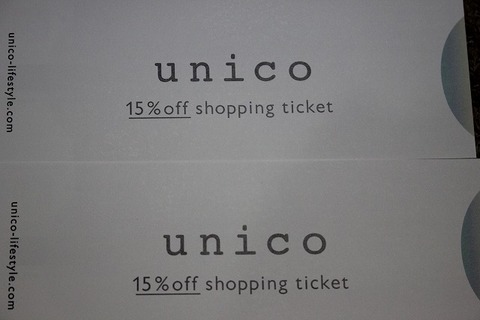 unico-lifestyle.com
unico
15%off shopping ticket
unico-lifestyle.com
unico
15%off shopping ticket